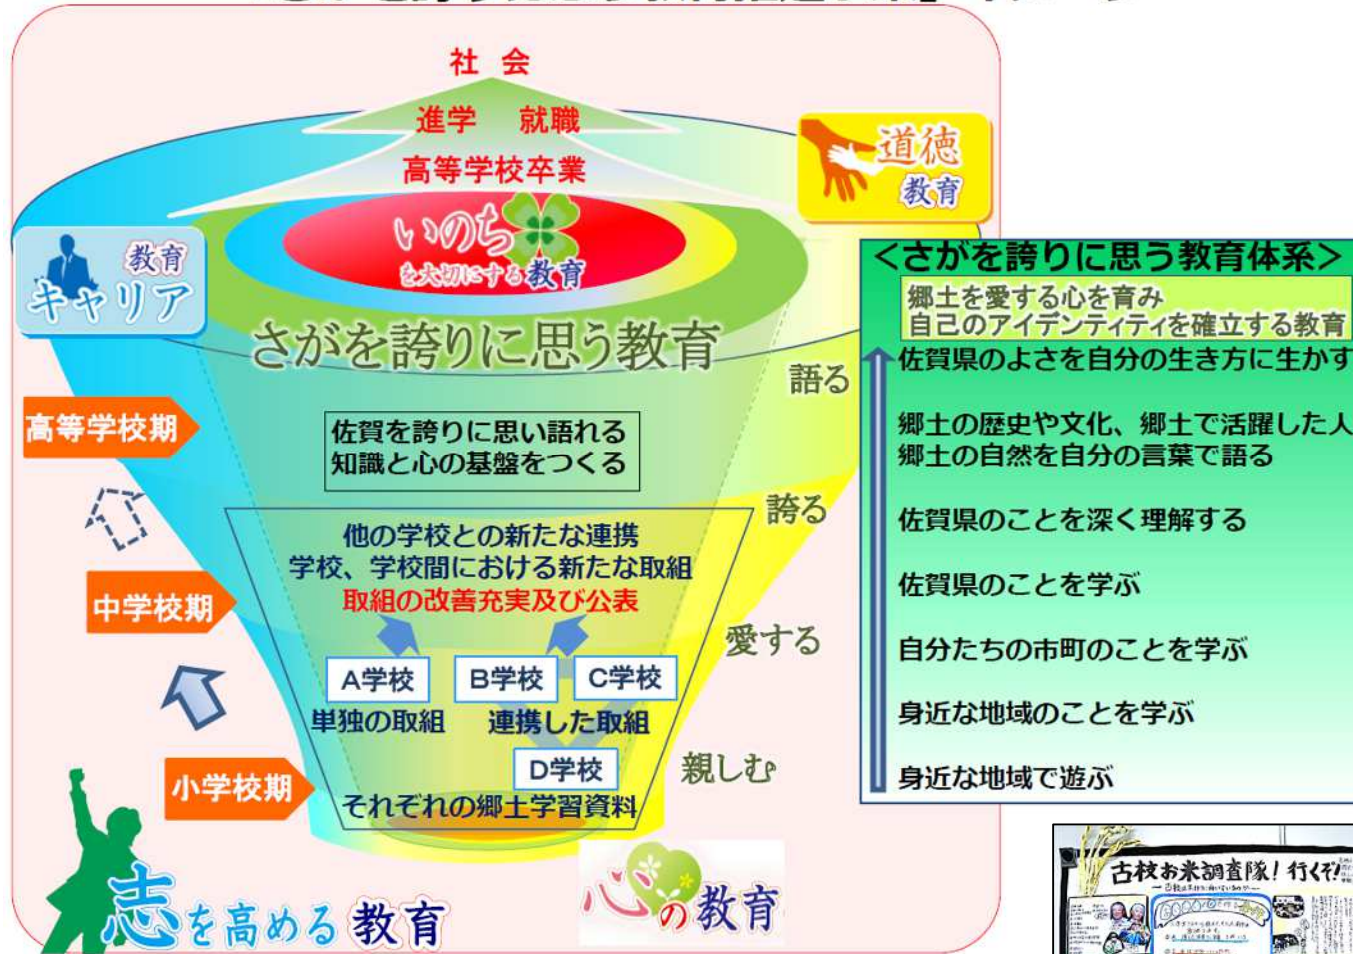 社 会
進学 就職
高等学校卒業
道徳
教育
いのち
を大切にする教育
教育
キャリア
さがを誇りに思う教育
語る
高等学校期
佐賀を誇りに思い語れる
知識と心の基盤をつくる
誇る
他の学校との新たな連携
学校、学校間における新たな取組
取組の改善充実及び公表
中学校期
愛する
A学校
B学校
C学校
単独の取組
連携した取組
D学校
親しむ
小学校期
それぞれの郷土学習資料
志を高める教育
心の教育
<さがを誇りに思う教育体系>
郷土を愛する心を育み
自己のアイデンティティを確立する教育
佐賀県のよさを自分の生き方に生かす
郷土の歴史や文化、郷土で活躍した人
郷土の自然を自分の言葉で語る
佐賀県のことを深く理解する
佐賀県のことを学ぶ
自分たちの市町のことを学ぶ
身近な地域のことを学ぶ
身近な地域で遊ぶ
古枝お米調査隊！行くぞ！